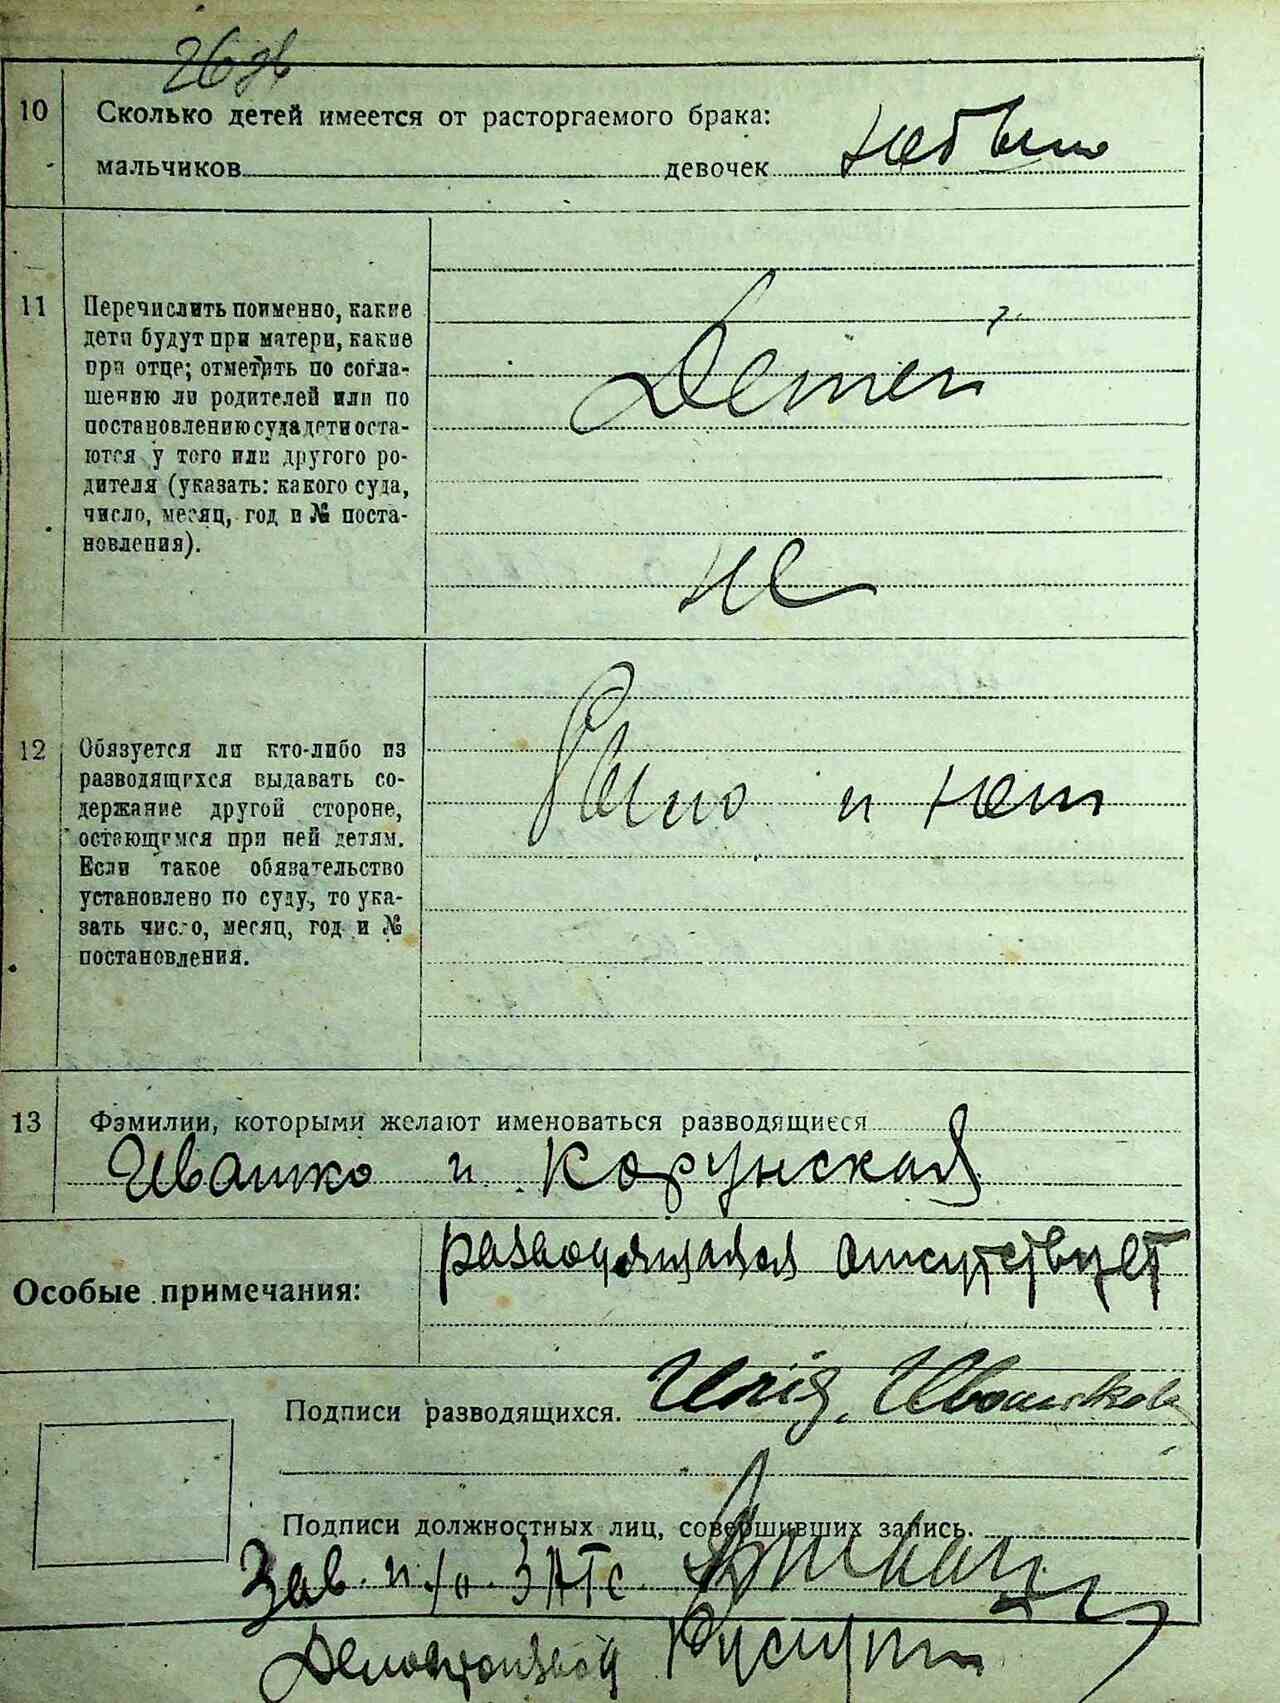 26 об
10 Сколько детей имеется от расторгаемого брака:
мальчиков девочек не было
11 Перечислить поименно, какие
дети будут при матери, какие
при отце; отметить по согла-
шению ли родителей или по
постановлению суда дети оста-
ются у того или другого ро-
дителя (указать: какого суда,
число, месяц, год и № поста-
новления).
Детей
не
12 Обязуется ли кто-либо из
разводящихся выдавать со-
держание другой стороне,
остающимся при ней детям.
Если такое обязательство
установлено по суду, то ука-
зать число, месяц, год и №
постановления.
было и нет
13 Фамилии, которыми желают именоваться разводящиеся
Ивашко и Корунская
Особые примечания:
разводящаяся отсутствует
Подписи разводящихся. Ивашко
Подписи должностных лиц, совершивших запись.
Зав. п/о ЗАГС